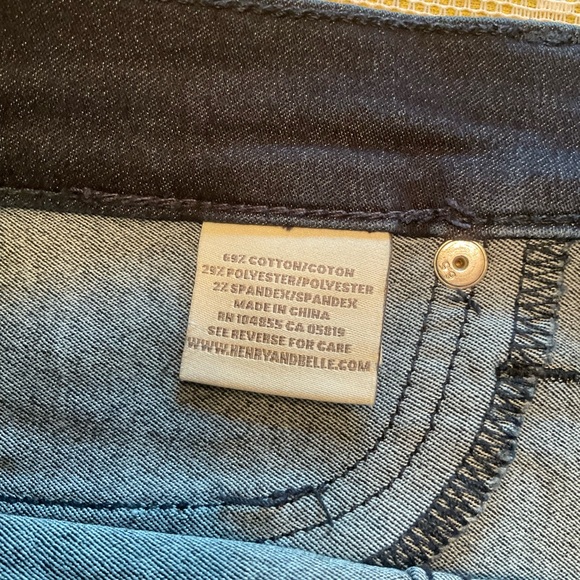 69% COTTON/COTON
29% POLYESTER/POLYESTER
2% SPANDEX/SPANDEX
MADE IN CHINA
RN 104855 CA 05819
SEE REVERSE FOR CARE
WWW.HENRYANDBELLE.COM